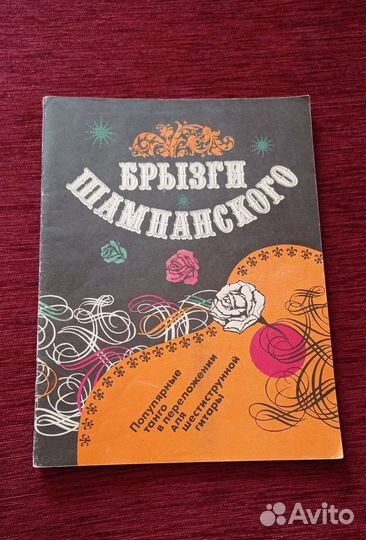 БРЫЗГИ
ШАМПАНСКОГО
Популярные
танго
в переложении
для
шестиструнной
гитары
Avito